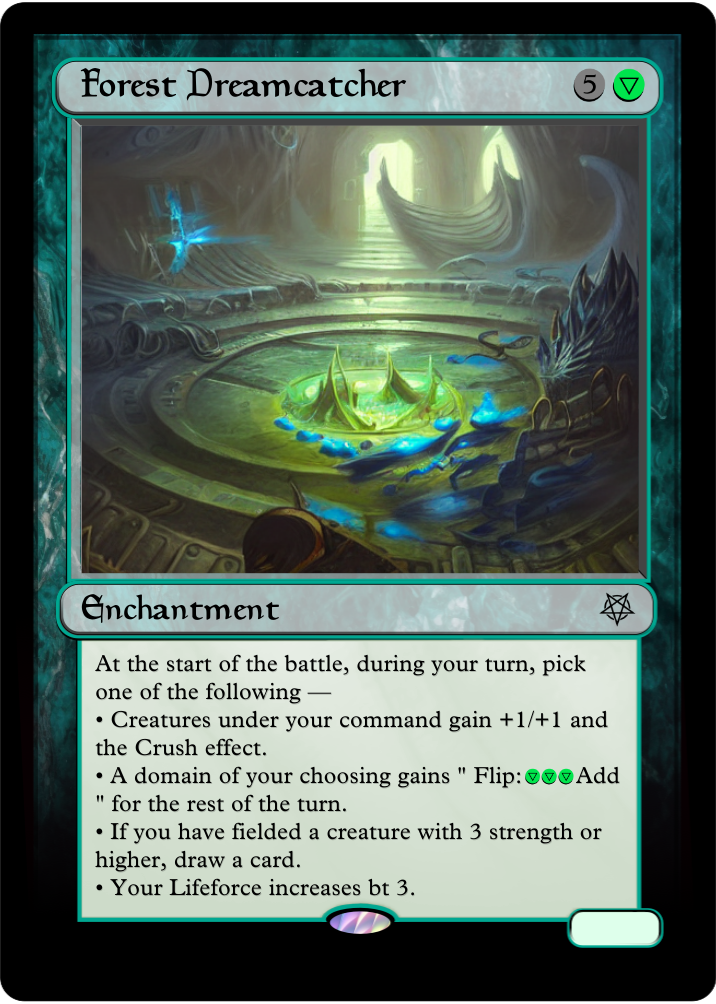 Forest Dreamcatcher 5
Enchantment
At the start of the battle, during your turn, pick
one of the following —
• Creatures under your command gain +1/+1 and
the Crush effect.
• A domain of your choosing gains " Flip: Add
" for the rest of the turn.
• If you have fielded a creature with 3 strength or
higher, draw a card.
• Your Lifeforce increases bt 3.